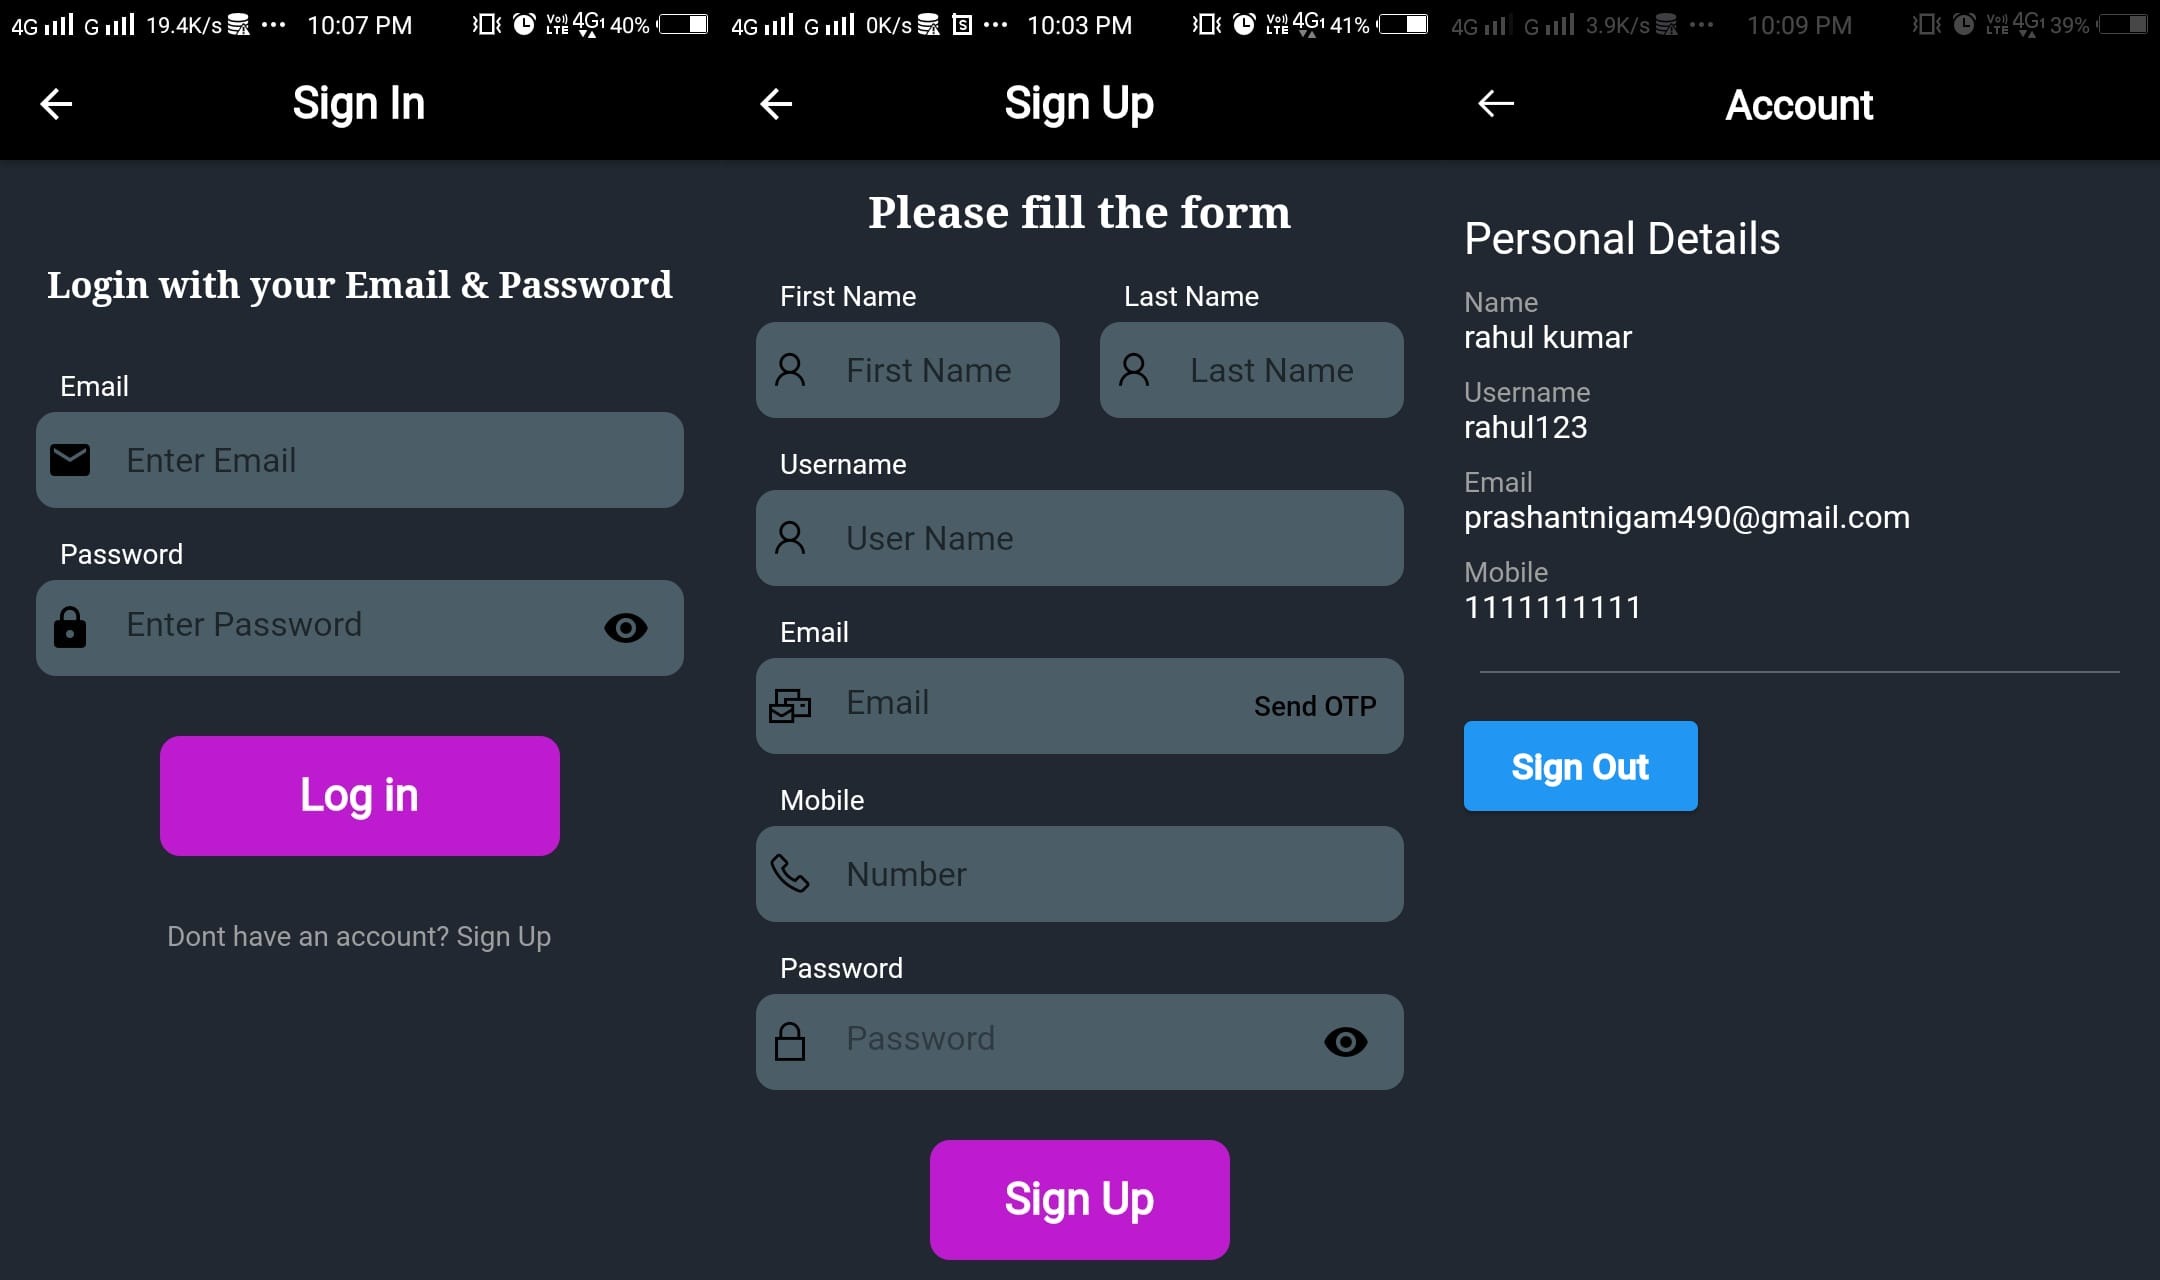 4G G 19.4K/s ... 10:07 PM VoLTE 4G 40%
Sign In
Login with your Email & Password
Email
Enter Email
Password
Enter Password
Log in
Dont have an account? Sign Up
4G G 0K/s S ... 10:03 PM VoLTE 4G 41%
Sign Up
Please fill the form
First Name Last Name
First Name Last Name
Username
User Name
Email
Email Send OTP
Mobile
Number
Password
Password
Sign Up
4G G 3.9K/s ... 10:09 PM VoLTE 4G 39%
Account
Personal Details
Name
rahul kumar
Username
rahul123
Email
prashantnigam490@gmail.com
Mobile
1111111111
Sign Out